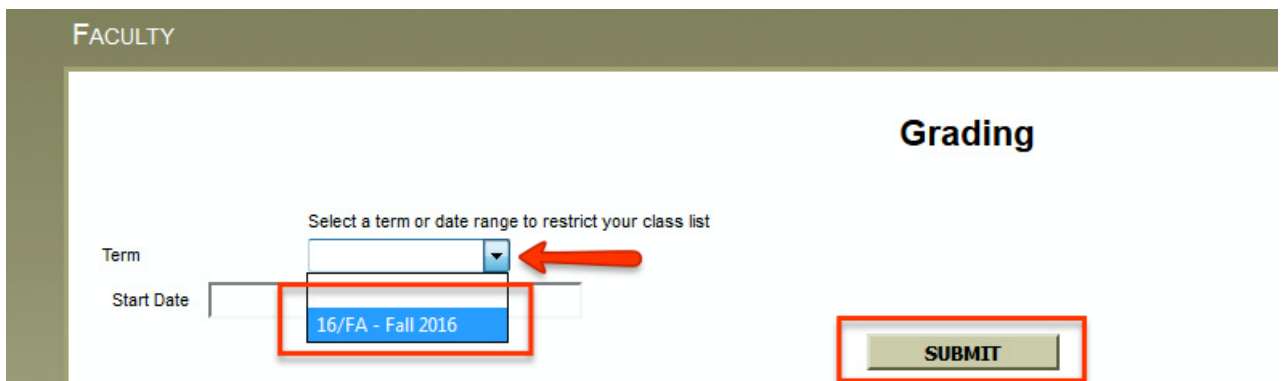 FACULTY
Grading
Select a term or date range to restrict your class list
Term
Start Date
16/FA - Fall 2016
SUBMIT